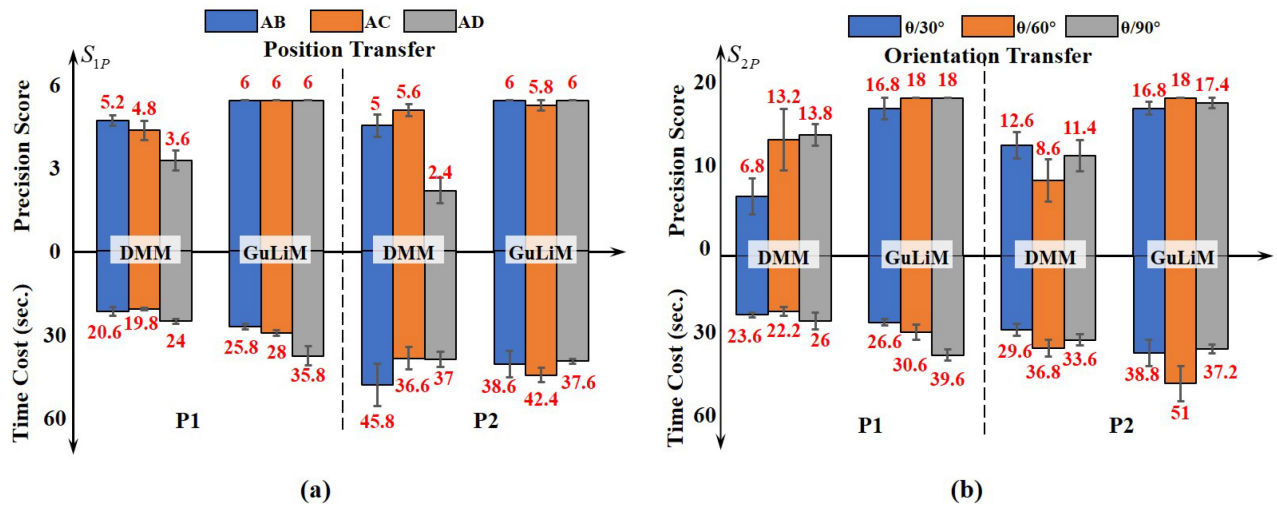 AB AC AD
Position Transfer
S1P
Precision Score
6
3
0
30
60
Time Cost (sec.)
5.2 4.8 3.6 6 6 6 5 5.6 2.4 6 5.8 6
DMM GuLiM DMM GuLiM
20.6 19.8 24 25.8 28 35.8 45.8 36.6 37 38.6 42.4 37.6
P1 P2
(a)
θ/30° θ/60° θ/90°
Orientation Transfer
S2P
Precision Score
20
10
0
30
60
Time Cost (sec.)
6.8 13.2 13.8 16.8 18 18 12.6 8.6 11.4 16.8 18 17.4
DMM GuLiM DMM GuLiM
23.6 22.2 26 26.6 30.6 39.6 29.6 36.8 33.6 38.8 51 37.2
P1 P2
(b)